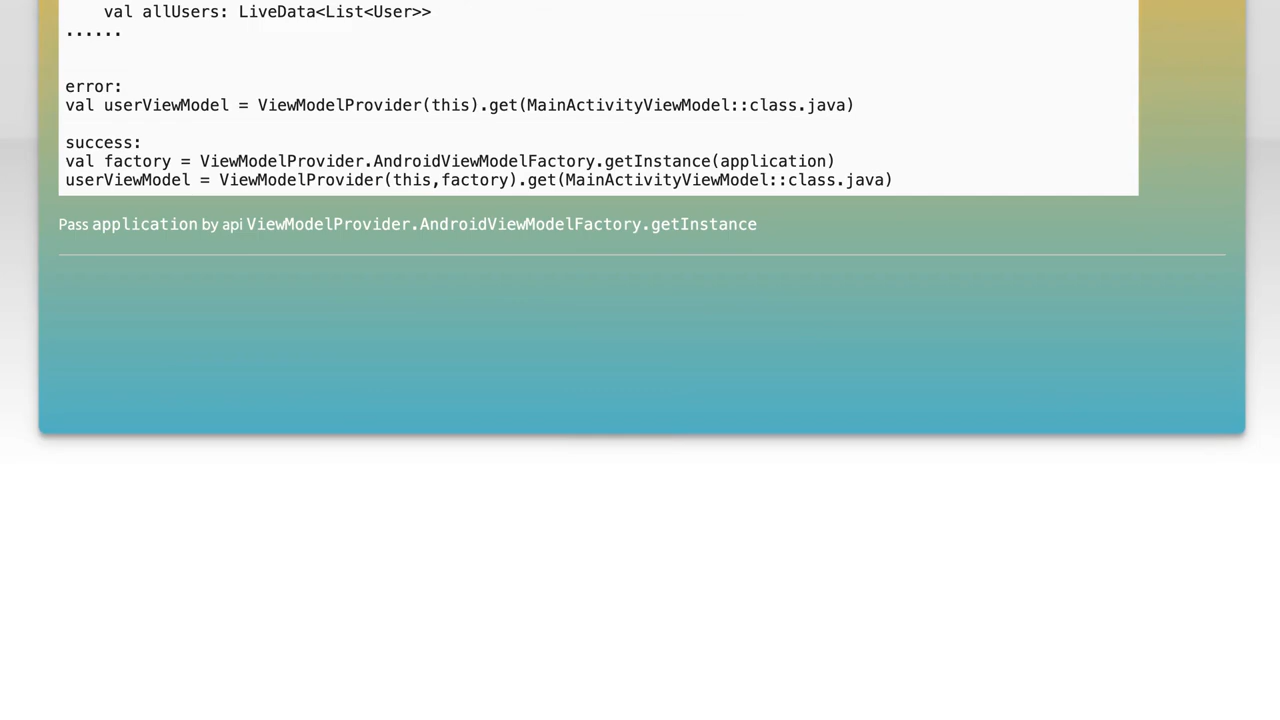 val allUsers: LiveData<List<User>>
......
error:
val userViewModel = ViewModelProvider(this).get(MainActivityViewModel::class.java)
success:
val factory = ViewModelProvider.AndroidViewModelFactory.getInstance(application)
userViewModel = ViewModelProvider(this,factory).get(MainActivityViewModel::class.java)
Pass application by api ViewModelProvider.AndroidViewModelFactory.getInstance